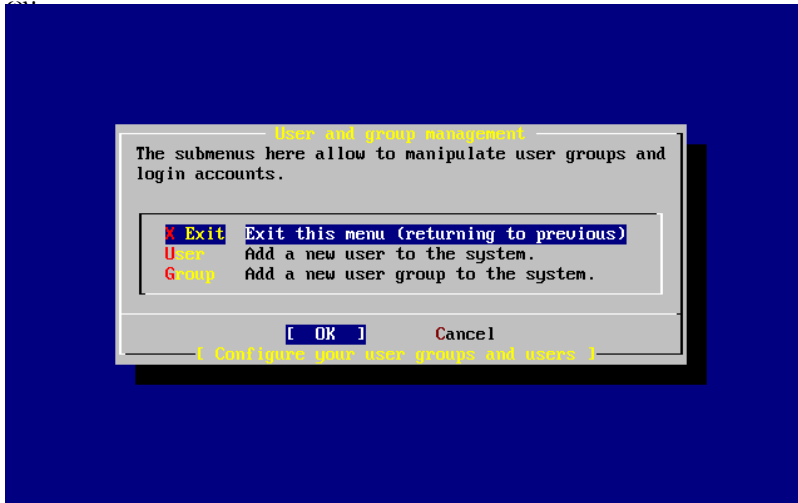 User and group management
The submenus here allow to manipulate user groups and
login accounts.
X Exit Exit this menu (returning to previous)
User Add a new user to the system.
Group Add a new user group to the system.
[ OK ] Cancel
[ Configure your user groups and users ]